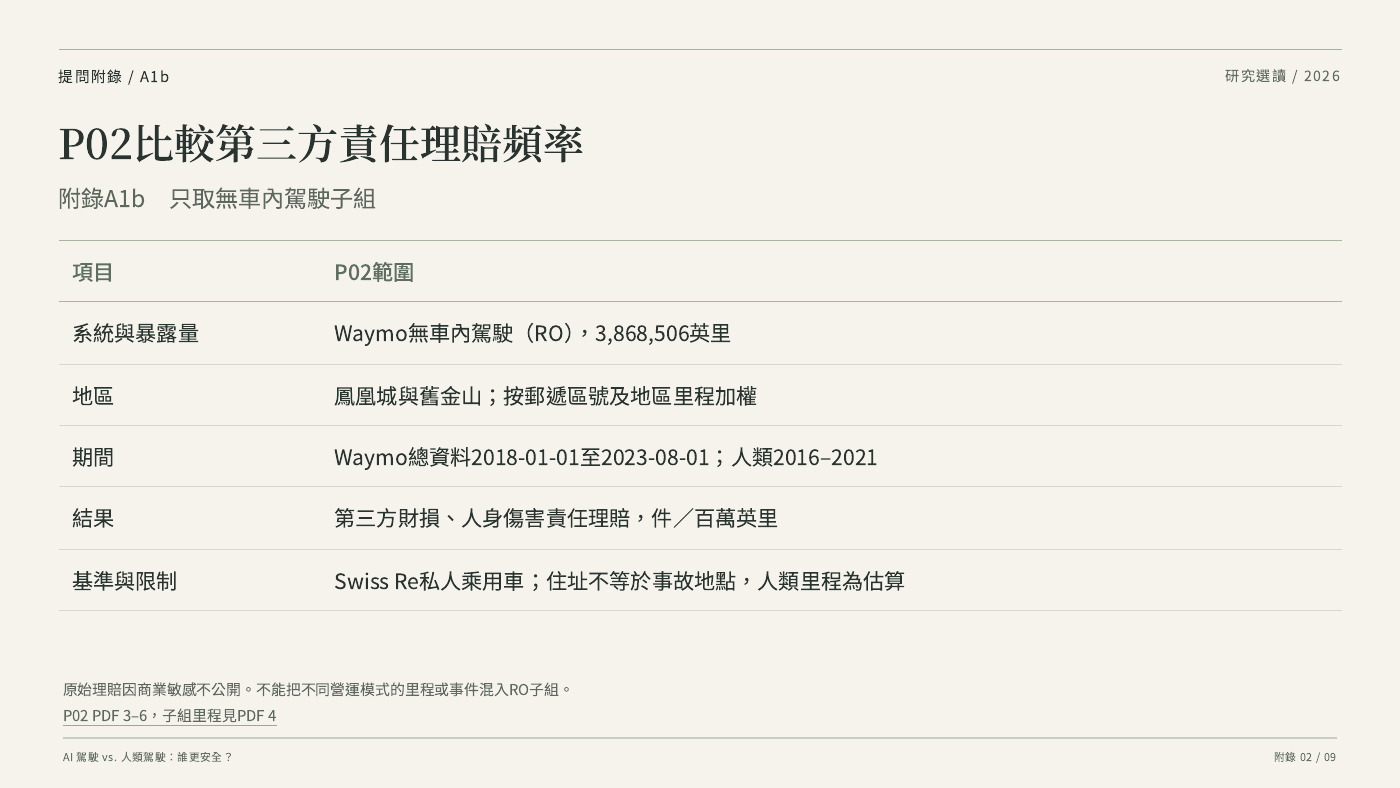 提問附錄 / A1b
研究選讀 / 2026
P02比較第三方責任理賠頻率
附錄A1b　只取無車內駕駛子組
項目 P02範圍
系統與暴露量 Waymo無車內駕駛（RO），3,868,506英里
地區 鳳凰城與舊金山；按郵遞區號及地區里程加權
期間 Waymo總資料2018-01-01至2023-08-01；人類2016–2021
結果 第三方財損、人身傷害責任理賠，件／百萬英里
基準與限制 Swiss Re私人乘用車；住址不等於事故地點，人類里程為估算
原始理賠因商業敏感不公開。不能把不同營運模式的里程或事件混入RO子組。
P02 PDF 3–6，子組里程見PDF 4
AI 駕駛 vs. 人類駕駛：誰更安全？
附錄 02 / 09